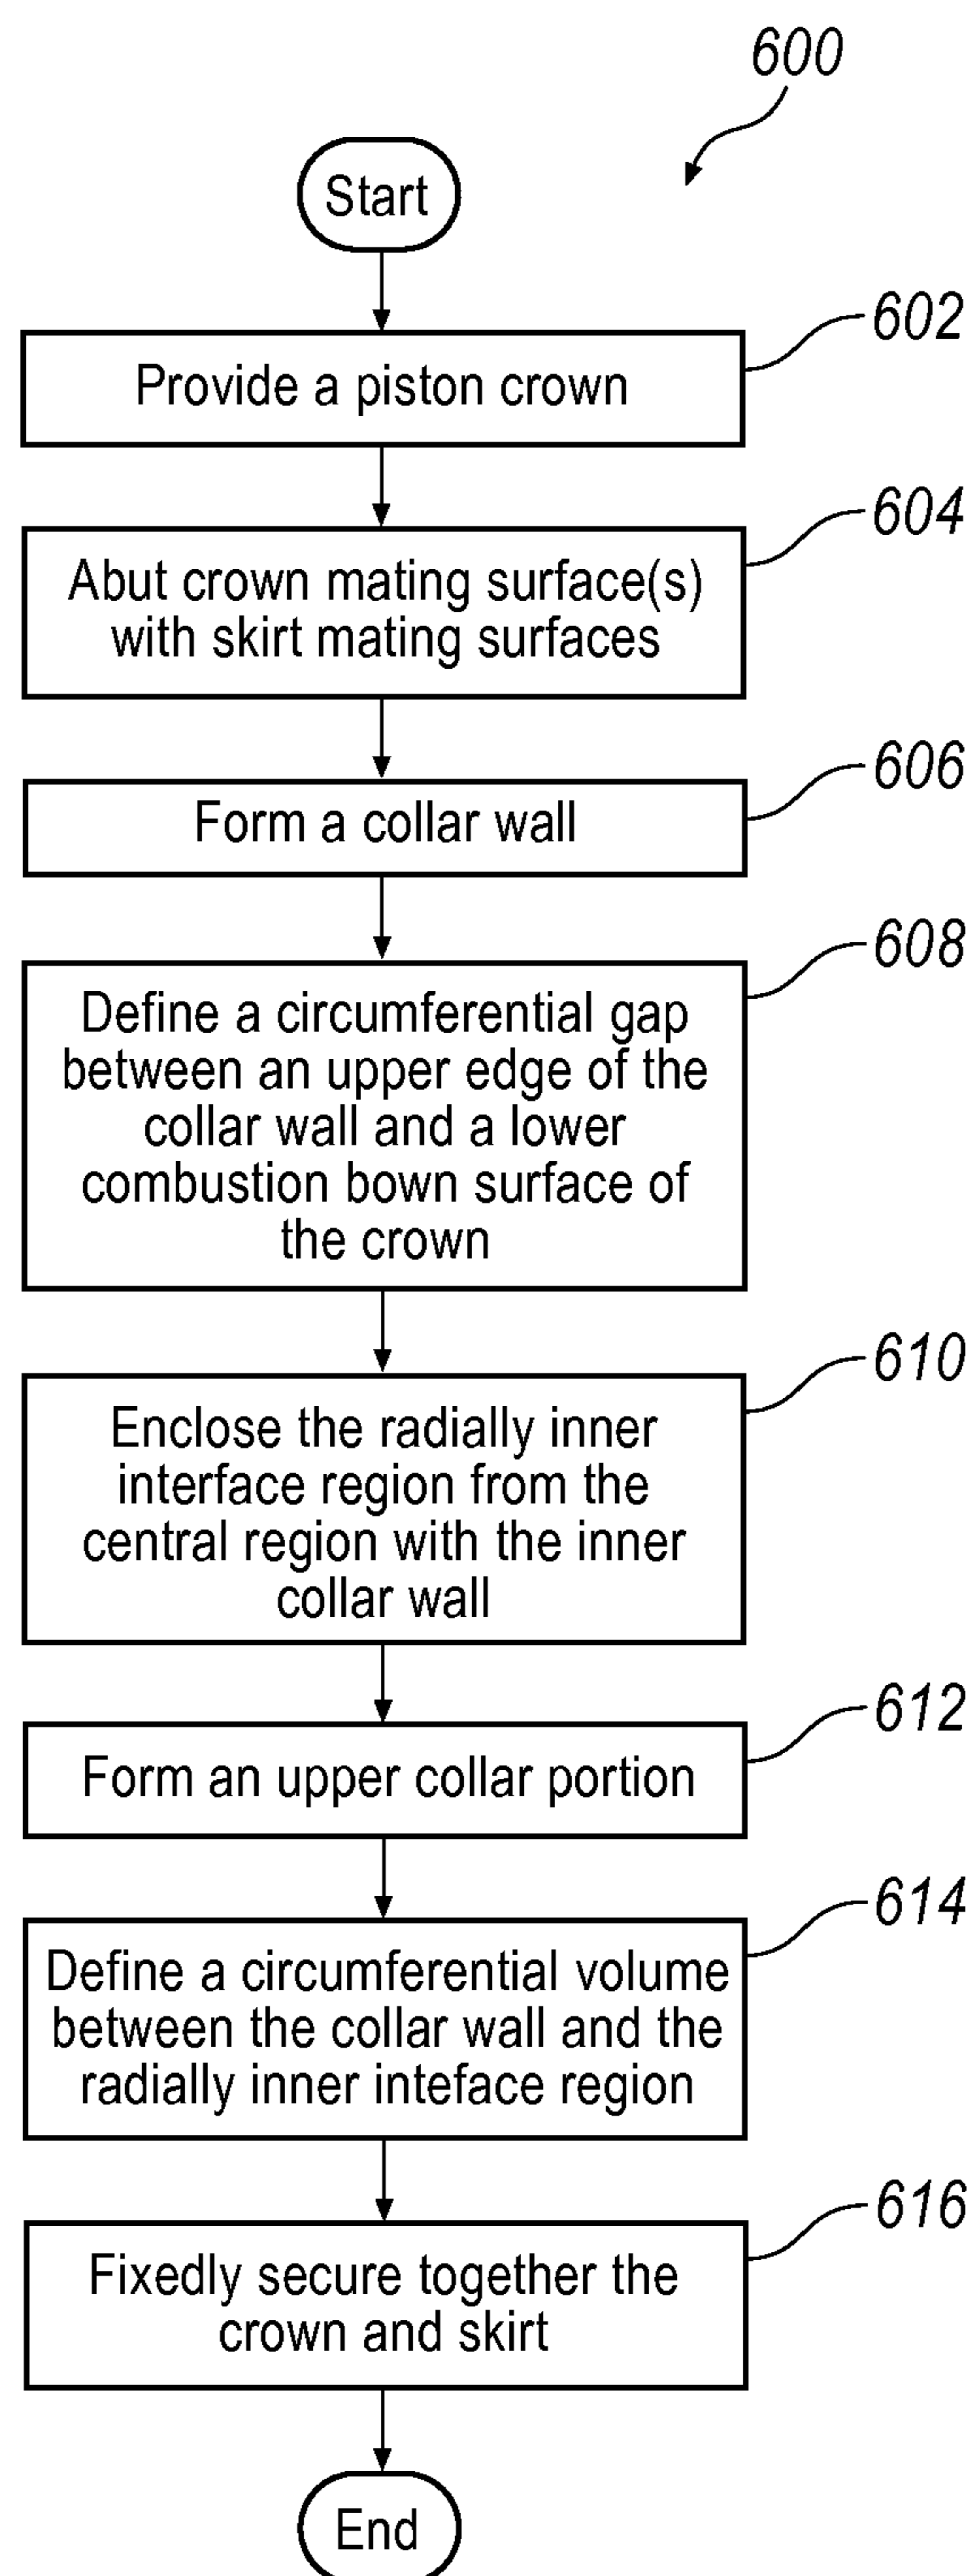 600
Start
602
Provide a piston crown
604
Abut crown mating surface(s)
with skirt mating surfaces
606
Form a collar wall
608
Define a circumferential gap
between an upper edge of the
collar wall and a lower
combustion bown surface of
the crown
610
Enclose the radially inner
interface region from the
central region with the inner
collar wall
612
Form an upper collar portion
614
Define a circumferential volume
between the collar wall and the
radially inner inteface region
616
Fixedly secure together the
crown and skirt
End